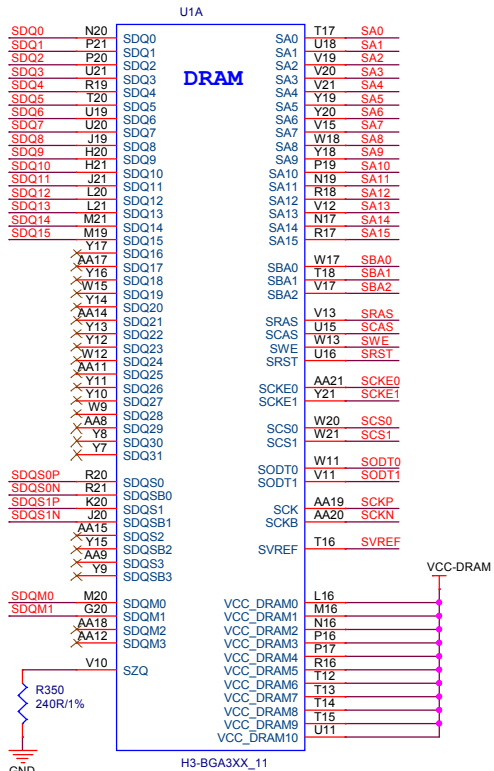 U1A
DRAM
SDQ0 N20 SDQ0 SA0 T17 SA0
SDQ1 P21 SDQ1 SA1 U18 SA1
SDQ2 P20 SDQ2 SA2 V19 SA2
SDQ3 U21 SDQ3 SA3 V20 SA3
SDQ4 R19 SDQ4 SA4 V21 SA4
SDQ5 T20 SDQ5 SA5 Y19 SA5
SDQ6 U19 SDQ6 SA6 Y20 SA6
SDQ7 U20 SDQ7 SA7 V15 SA7
SDQ8 J19 SDQ8 SA8 W18 SA8
SDQ9 H20 SDQ9 SA9 Y18 SA9
SDQ10 H21 SDQ10 SA10 P19 SA10
SDQ11 J21 SDQ11 SA11 N19 SA11
SDQ12 L20 SDQ12 SA12 R18 SA12
SDQ13 L21 SDQ13 SA13 V12 SA13
SDQ14 M21 SDQ14 SA14 N17 SA14
SDQ15 M19 SDQ15 SA15 R17 SA15
Y17 SDQ16
AA17 SDQ17 SBA0 W17 SBA0
Y16 SDQ18 SBA1 T18 SBA1
W15 SDQ19 SBA2 V17 SBA2
Y14 SDQ20
AA14 SDQ21 SRAS V13 SRAS
Y13 SDQ22 SCAS U15 SCAS
Y12 SDQ23 SWE W13 SWE
W12 SDQ24 SRST U16 SRST
AA11 SDQ25
Y11 SDQ26 SCKE0 AA21 SCKE0
Y10 SDQ27 SCKE1 Y21 SCKE1
W9 SDQ28
AA8 SDQ29 SCS0 W20 SCS0
Y8 SDQ30 SCS1 W21 SCS1
Y7 SDQ31
SODT0 W11 SODT0
SDQS0P R20 SDQS0 SODT1 V11 SODT1
SDQS0N R21 SDQSB0
SDQS1P K20 SDQS1 SCK AA19 SCKP
SDQS1N J20 SDQSB1 SCKB AA20 SCKN
AA15 SDQS2
Y15 SDQSB2 SVREF T16 SVREF
AA9 SDQS3
Y9 SDQSB3
VCC-DRAM
SDQM0 M20 SDQM0 VCC_DRAM0 L16
SDQM1 G20 SDQM1 VCC_DRAM1 M16
AA18 SDQM2 VCC_DRAM2 N16
AA12 SDQM3 VCC_DRAM3 P16
VCC_DRAM4 P17
V10 SZQ VCC_DRAM5 R16
VCC_DRAM6 T12
R350 VCC_DRAM7 T13
240R/1% VCC_DRAM8 T14
VCC_DRAM9 T15
VCC_DRAM10 U11
GND
H3-BGA3XX_11